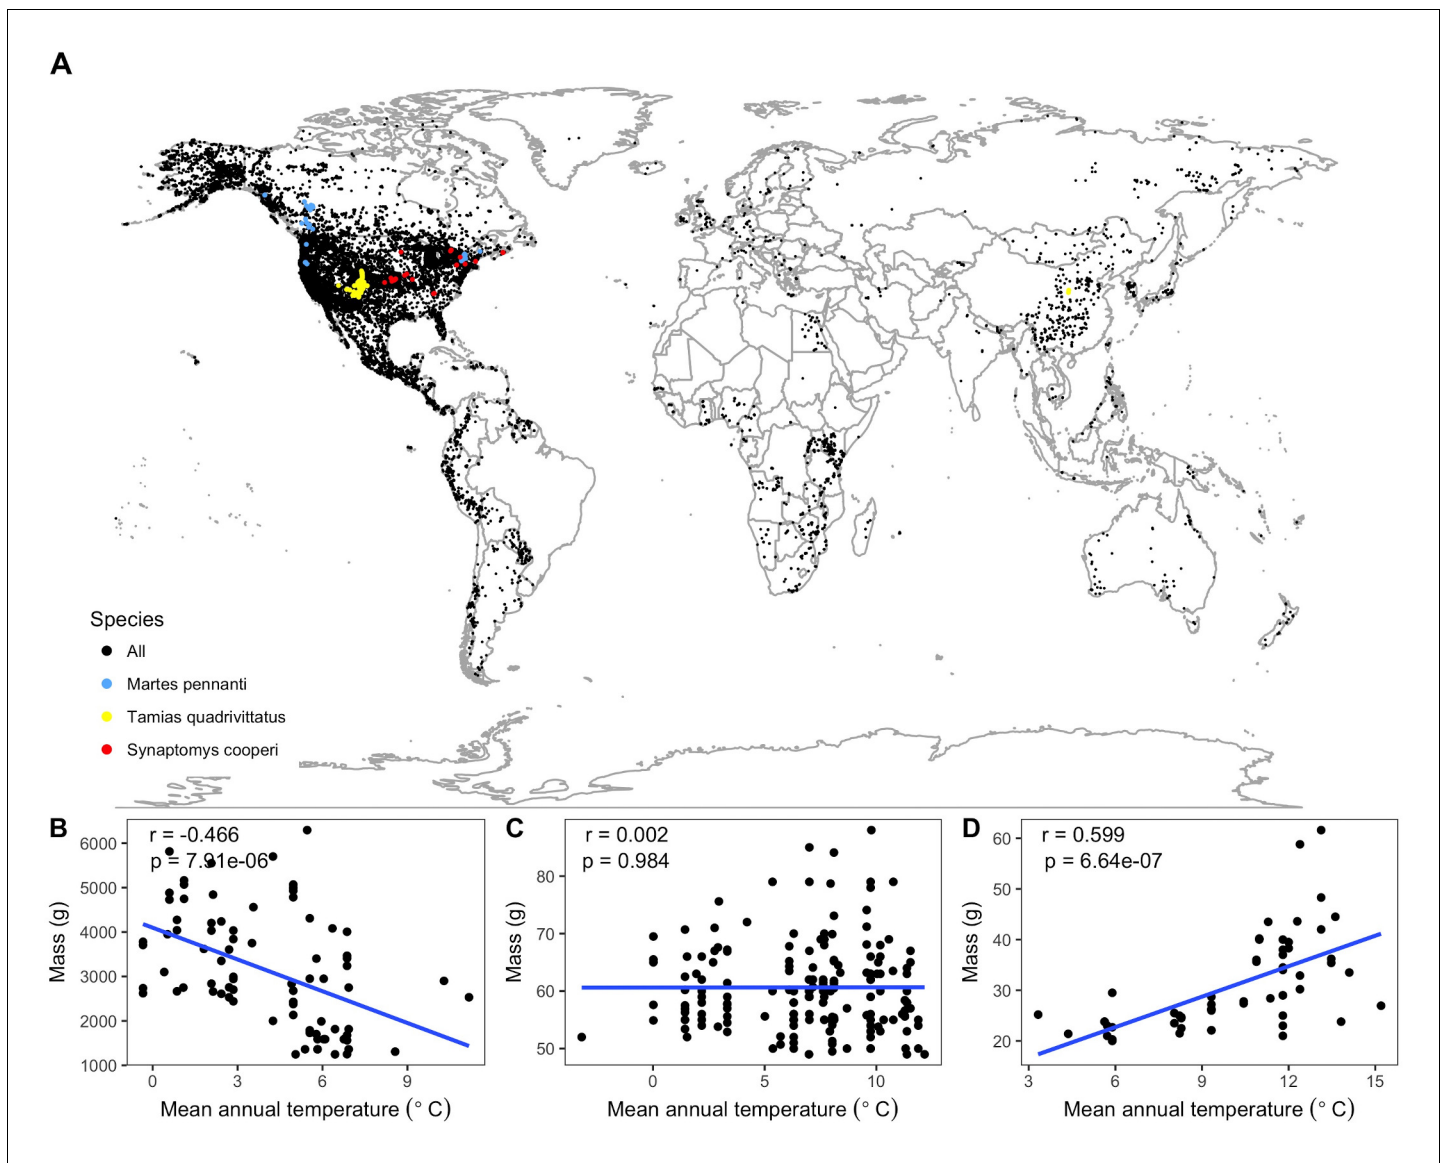 A
Species
All
Martes pennanti
Tamias quadrivittatus
Synaptomys cooperi
B
r = -0.466
p = 7.91e-06
6000
5000
4000
3000
2000
1000
Mass (g)
0 3 6 9
Mean annual temperature (° C)
C
r = 0.002
p = 0.984
80
70
60
50
Mass (g)
0 5 10
Mean annual temperature (° C)
D
r = 0.599
p = 6.64e-07
60
50
40
30
20
Mass (g)
3 6 9 12 15
Mean annual temperature (° C)